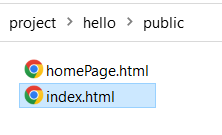 project > hello > public
homePage.html
index.html